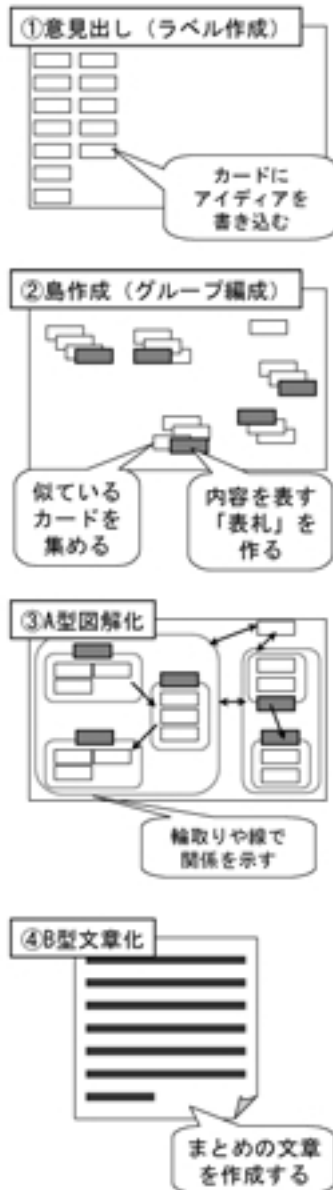 ①意見出し（ラベル作成）
カードに
アイディアを
書き込む
②島作成（グループ編成）
似ている
カードを
集める
内容を表す
「表札」を
作る
③A型図解化
輪取りや線で
関係を示す
④B型文章化
まとめの文章
を作成する